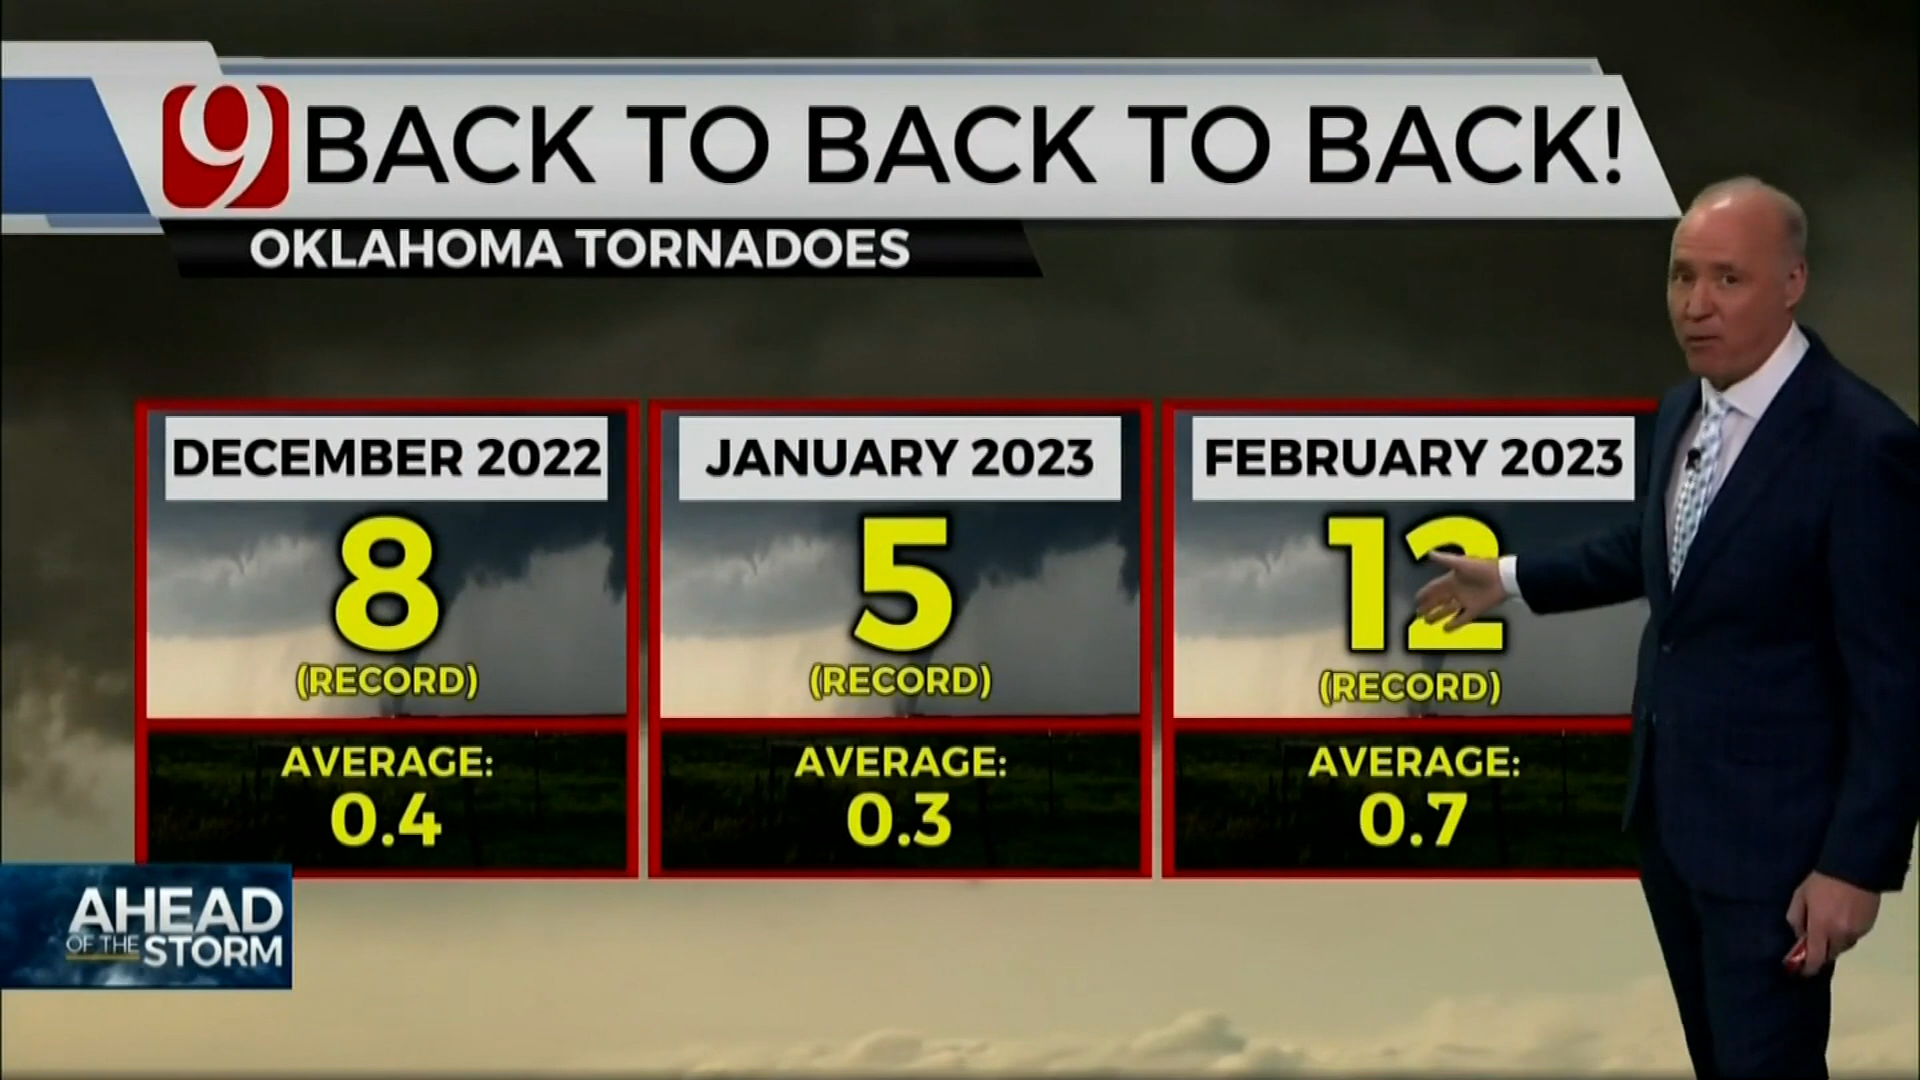 9 BACK TO BACK TO BACK!
OKLAHOMA TORNADOES
DECEMBER 2022
8
(RECORD)
AVERAGE:
0.4
JANUARY 2023
5
(RECORD)
AVERAGE:
0.3
FEBRUARY 2023
12
(RECORD)
AVERAGE:
0.7
AHEAD
OF THE STORM